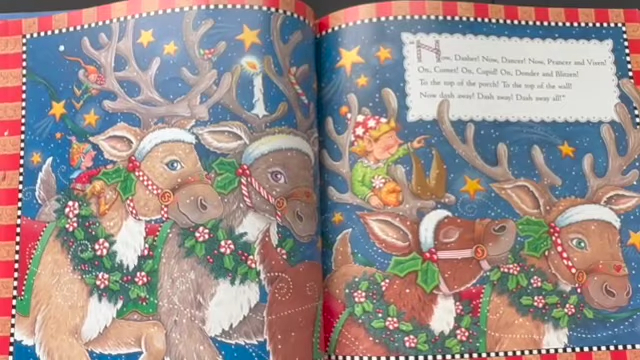 Now, Dasher! Now, Dancer! Now, Prancer and Vixen!
On, Comet! On, Cupid! On, Donder and Blitzen!
To the top of the porch! To the top of the wall!
Now dash away! Dash away! Dash away all!"